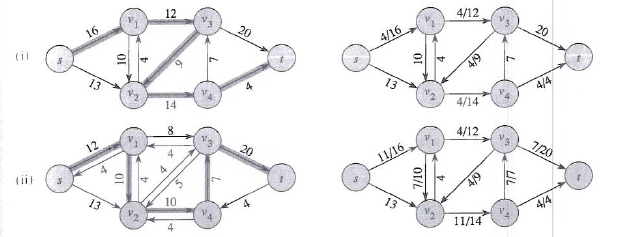 (i)
s v1 v3 t v2 v4
16 12 20 10 4 9 7 13 14 4
s v1 v3 t v2 v4
4/16 4/12 20 10 4 4/9 7 13 4/14 4/4
(ii)
s v1 v3 t v2 v4
12 8 20 4 4 10 4 4 5 7 13 10 4 4
s v1 v3 t v2 v4
11/16 4/12 7/20 7/10 4 4/9 7/7 13 11/14 4/4